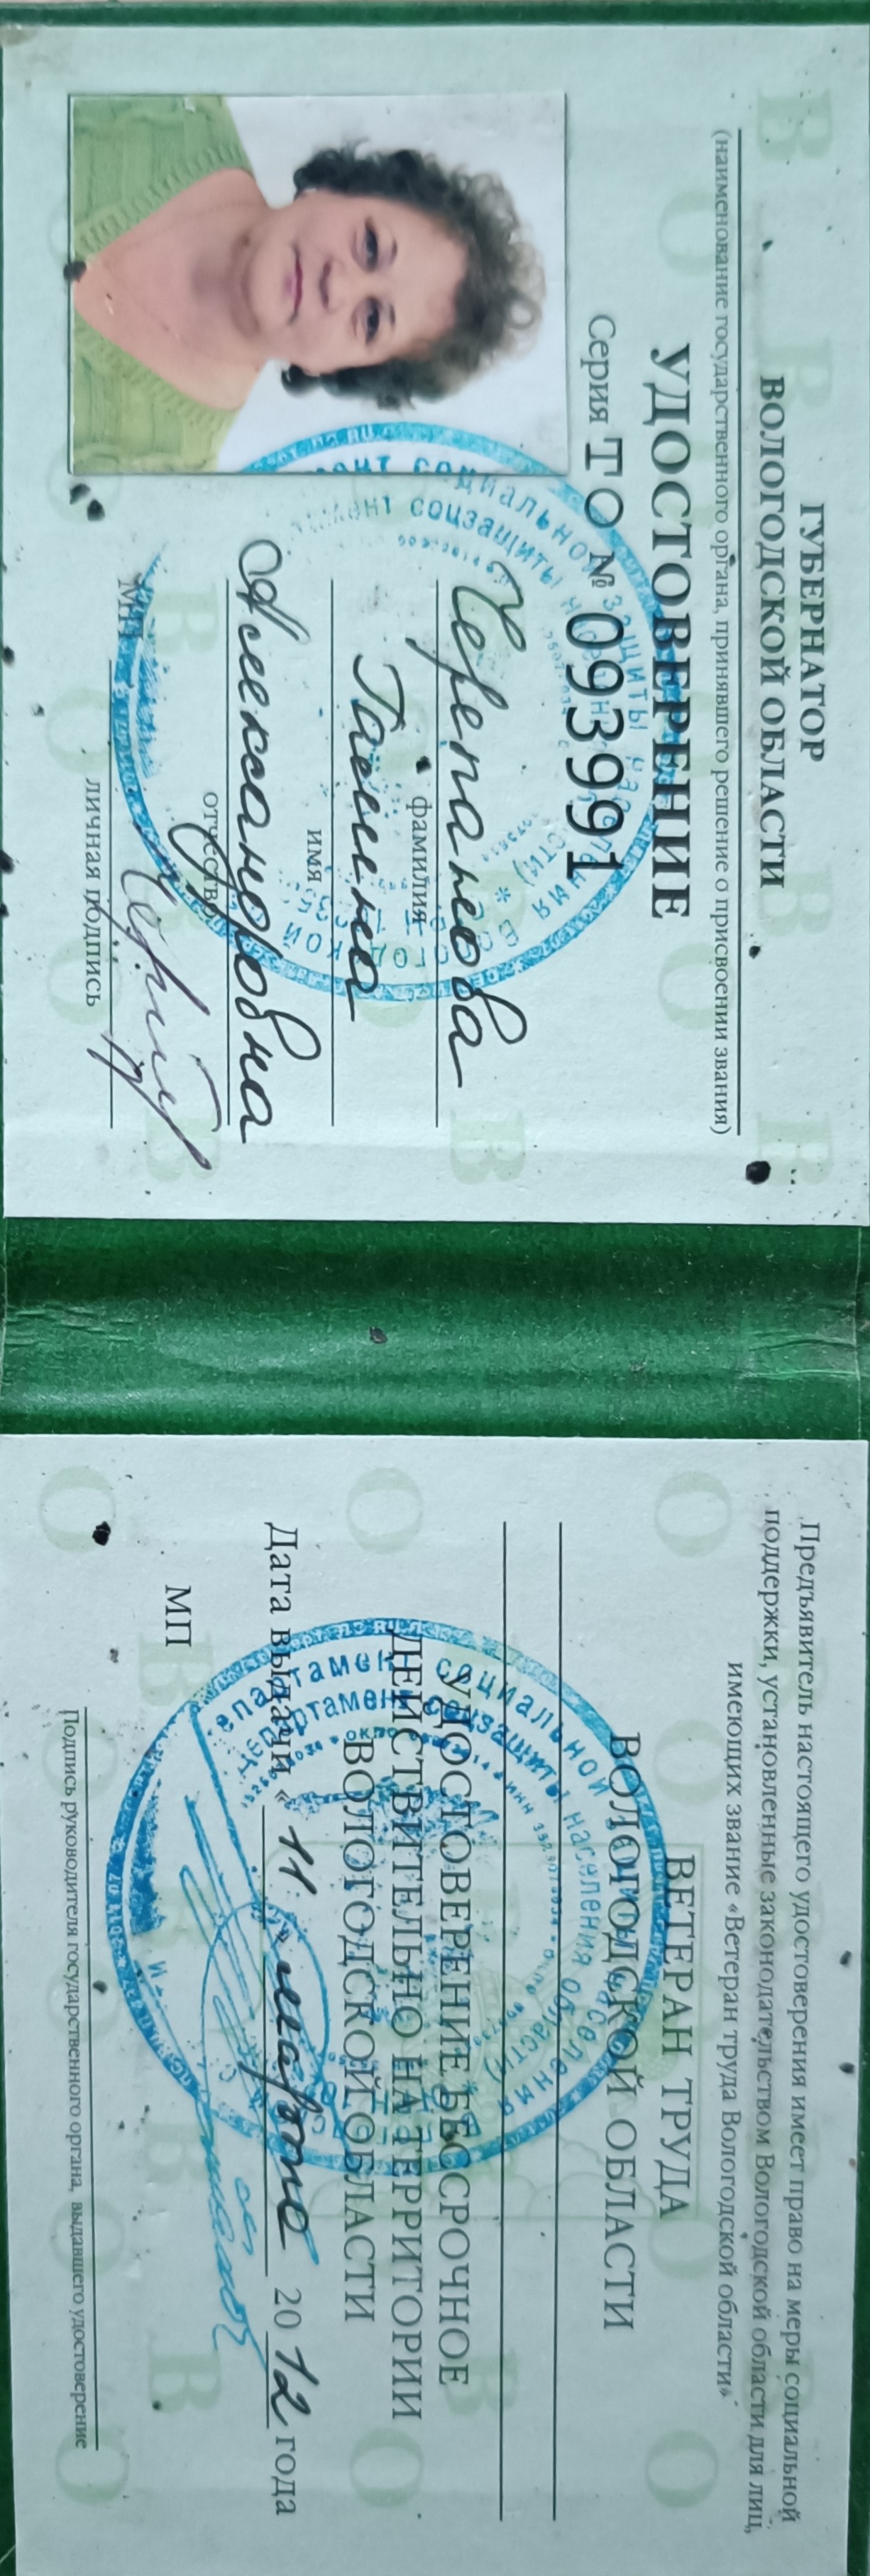 ГУБЕРНАТОР
ВОЛОГОДСКОЙ ОБЛАСТИ
(наименование государственного органа, принявшего решение о присвоении звания)
УДОСТОВЕРЕНИЕ
Серия ТО № 093991
Черепанова
фамилия
Галина
имя
Александровна
отчество
МП
личная подпись
Предъявитель настоящего удостоверения имеет право на меры социальной
поддержки, установленные законодательством Вологодской области для лиц,
имеющих звание «Ветеран труда Вологодской области»
ВЕТЕРАН ТРУДА
ВОЛОГОДСКОЙ ОБЛАСТИ
УДОСТОВЕРЕНИЕ БЕССРОЧНОЕ
ДЕЙСТВИТЕЛЬНО НА ТЕРРИТОРИИ
ВОЛОГОДСКОЙ ОБЛАСТИ
Дата выдачи « 11 » марта 2012 года
МП
Подпись руководителя государственного органа, выдавшего удостоверение